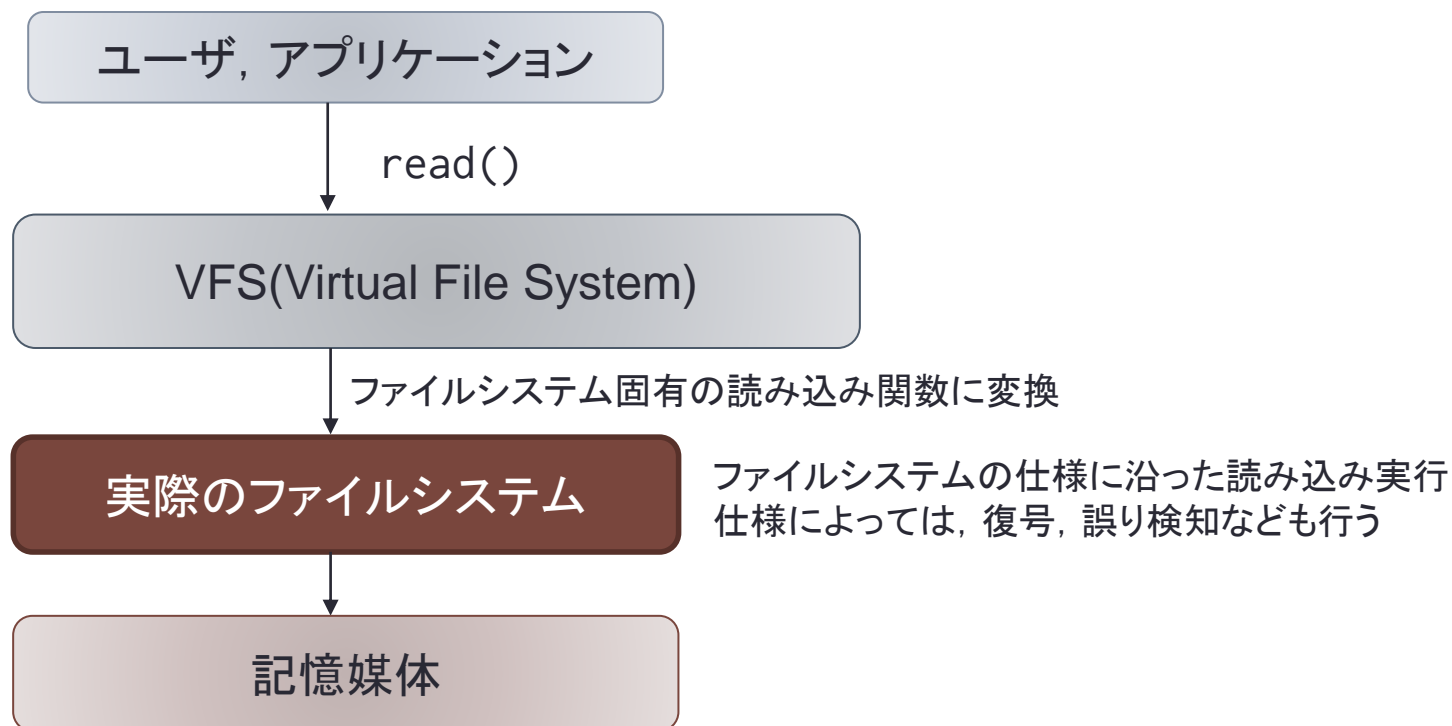 ユーザ, アプリケーション
read()
VFS(Virtual File System)
ファイルシステム固有の読み込み関数に変換
実際のファイルシステム
ファイルシステムの仕様に沿った読み込み実行
仕様によっては, 復号, 誤り検知なども行う
記憶媒体